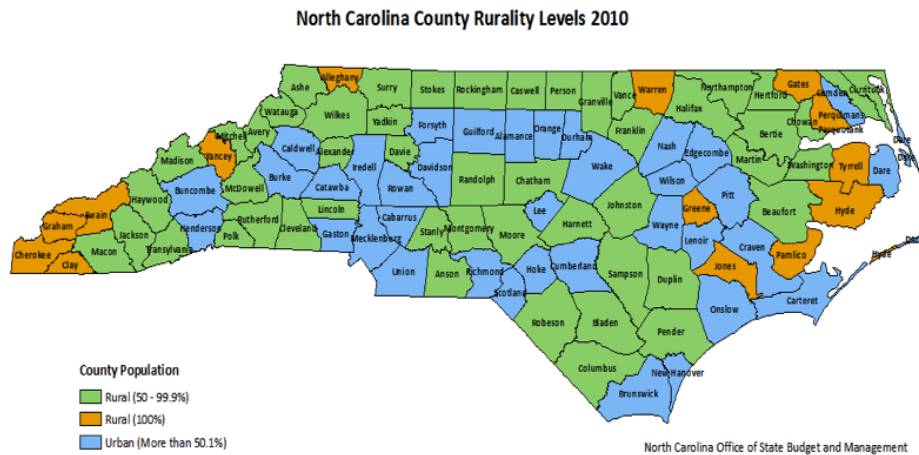 North Carolina County Rurality Levels 2010
Alleghany
Ashe
Surry
Stokes
Rockingham
Caswell
Person
Granville
Vance
Warren
Northampton
Hertford
Gates
Camden
Currituck
Halifax
Watauga
Wilkes
Yadkin
Forsyth
Guilford
Alamance
Orange
Durham
Franklin
Bertie
Chowan
Perquimans
Pasquotank
Mitchell
Avery
Caldwell
Alexander
Iredell
Davie
Davidson
Nash
Edgecombe
Martin
Washington
Tyrrell
Dare
Dare
Dare
Madison
Yancey
Burke
Catawba
Rowan
Randolph
Chatham
Wake
Wilson
Pitt
Beaufort
Hyde
Haywood
Buncombe
McDowell
Lincoln
Cabarrus
Lee
Johnston
Greene
Wayne
Swain
Graham
Rutherford
Henderson
Polk
Cleveland
Gaston
Mecklenburg
Stanly
Montgomery
Moore
Harnett
Lenoir
Craven
Pamlico
Hyde
Cherokee
Clay
Macon
Jackson
Transylvania
Union
Anson
Richmond
Hoke
Cumberland
Scotland
Sampson
Duplin
Jones
Onslow
Carteret
Robeson
Bladen
Pender
Columbus
New Hanover
Brunswick
County Population
Rural (50 - 99.9%)
Rural (100%)
Urban (More than 50.1%)
North Carolina Office of State Budget and Management